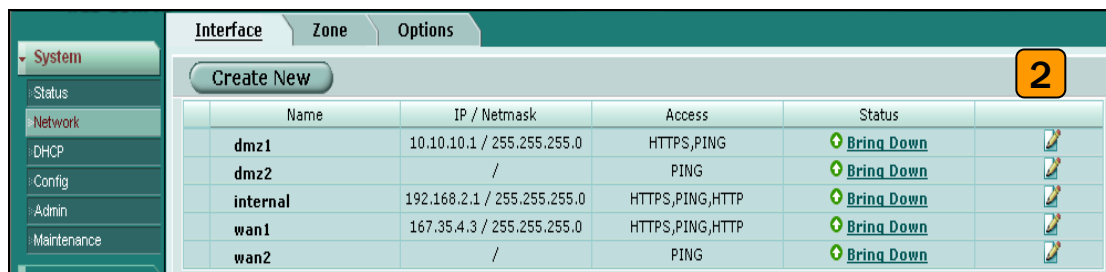 Interface Zone Options
System
Create New
2
Status
Network
DHCP
Config
Admin
Maintenance
Name IP / Netmask Access Status
dmz1 10.10.10.1 / 255.255.255.0 HTTPS,PING Bring Down
dmz2 / PING Bring Down
internal 192.168.2.1 / 255.255.255.0 HTTPS,PING,HTTP Bring Down
wan1 167.35.4.3 / 255.255.255.0 HTTPS,PING,HTTP Bring Down
wan2 / PING Bring Down